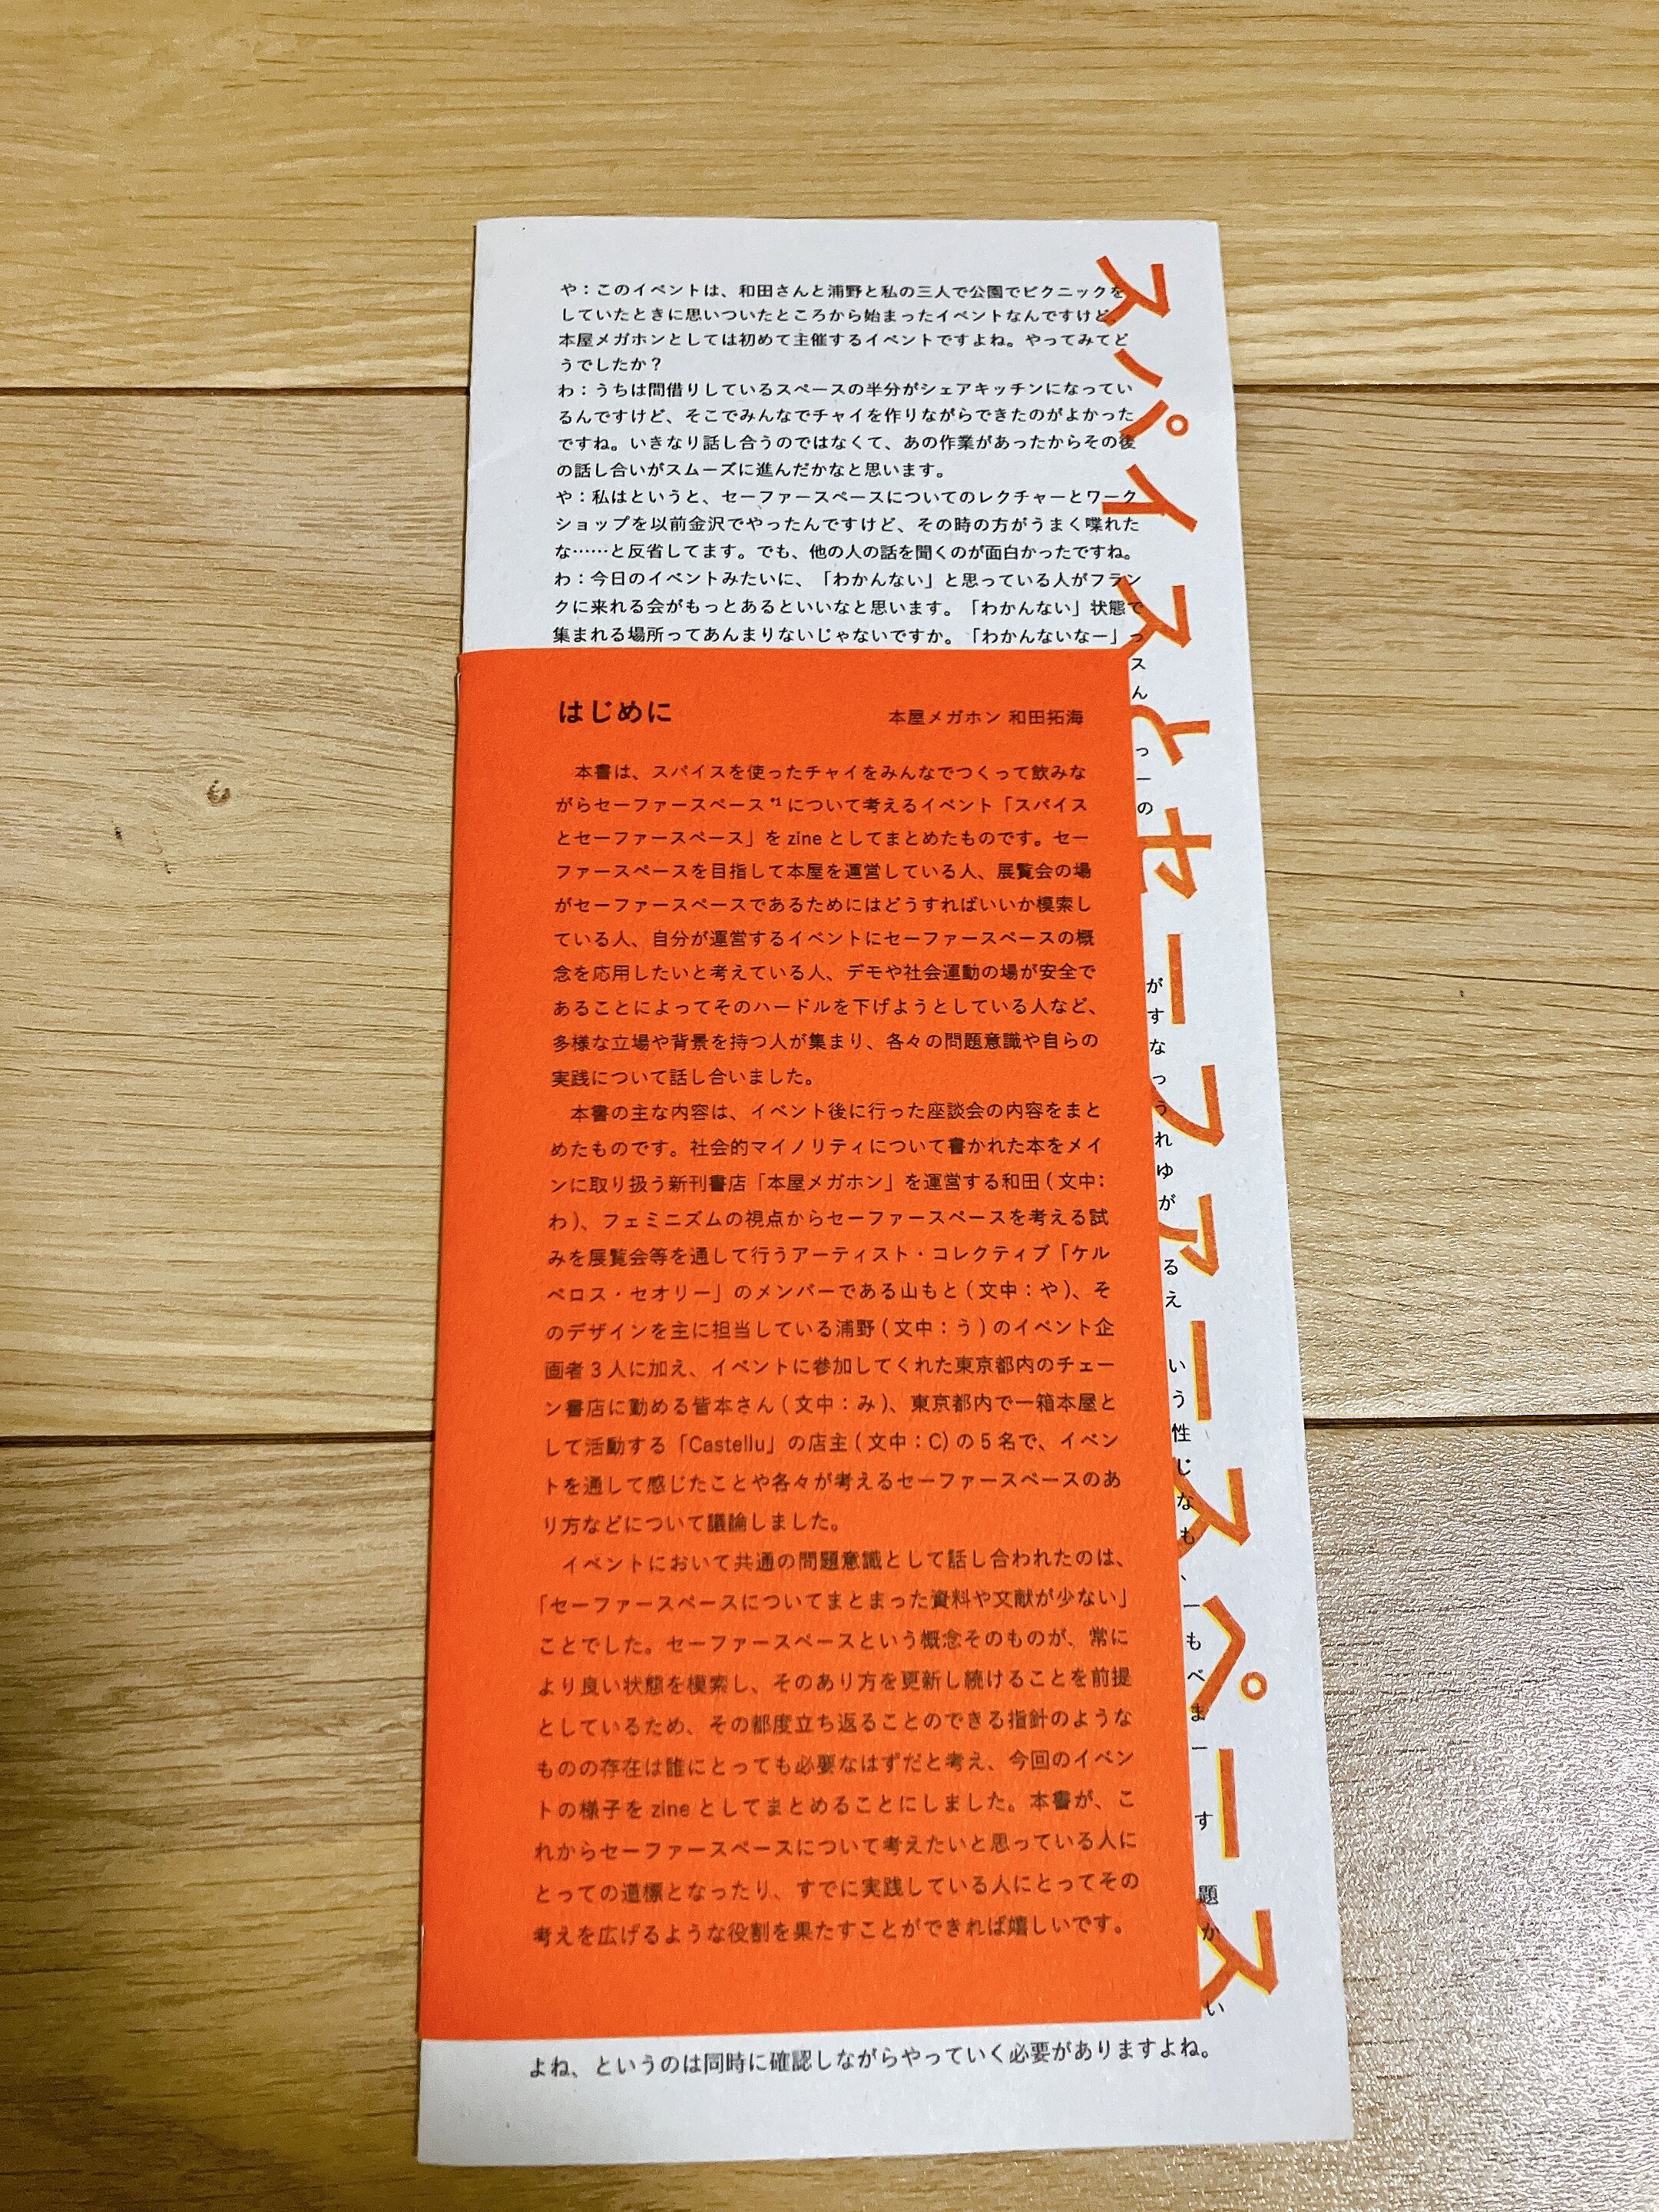 スパイスとセーファースペース
や：このイベントは、和田さんと浦野と私の三人で公園でピクニックを
していたときに思いついたところから始まったイベントなんですけど、
本屋メガホンとしては初めて主催するイベントですよね。やってみてど
うでしたか？
わ：うちは間借りしているスペースの半分がシェアキッチンになってい
るんですけど、そこでみんなでチャイを作りながらできたのがよかった
ですね。いきなり話し合うのではなくて、あの作業があったからその後
の話し合いがスムーズに進んだかなと思います。
や：私はというと、セーファースペースについてのレクチャーとワーク
ショップを以前金沢でやったんですけど、その時の方がうまく喋れた
な……と反省してます。でも、他の人の話を聞くのが面白かったですね。
わ：今日のイベントみたいに、「わかんない」と思っている人がフラン
クに来れる会がもっとあるといいなと思います。「わかんない」状態で
集まれる場所ってあんまりないじゃないですか。「わかんないなー」っ
ス
ん
っ
ー
の
が
す
な
っ
う
れ
ゆ
が
る
え
い
う
性
じ
な
も
、
ー
も
べ
ま
ー
す
題
か
い
はじめに
本屋メガホン 和田拓海
本書は、スパイスを使ったチャイをみんなでつくって飲みな
がらセーファースペース*1について考えるイベント「スパイス
とセーファースペース」を zine としてまとめたものです。セー
ファースペースを目指して本屋を運営している人、展覧会の場
がセーファースペースであるためにはどうすればいいか模索し
ている人、自分が運営するイベントにセーファースペースの概
念を応用したいと考えている人、デモや社会運動の場が安全で
あることによってそのハードルを下げようとしている人など、
多様な立場や背景を持つ人が集まり、各々の問題意識や自らの
実践について話し合いました。
本書の主な内容は、イベント後に行った座談会の内容をまと
めたものです。社会的マイノリティについて書かれた本をメイ
ンに取り扱う新刊書店「本屋メガホン」を運営する和田 ( 文中：
わ )、フェミニズムの視点からセーファースペースを考える試
みを展覧会等を通して行うアーティスト・コレクティブ「ケル
ベロス・セオリー」のメンバーである山もと ( 文中：や )、そ
のデザインを主に担当している浦野 ( 文中：う ) のイベント企
画者 3 人に加え、イベントに参加してくれた東京都内のチェー
ン書店に勤める皆本さん ( 文中：み )、東京都内で一箱本屋と
して活動する「Castellu」の店主 ( 文中：C) の 5 名で、イベン
トを通して感じたことや各々が考えるセーファースペースのあ
り方などについて議論しました。
イベントにおいて共通の問題意識として話し合われたのは、
「セーファースペースについてまとまった資料や文献が少ない」
ことでした。セーファースペースという概念そのものが、常に
より良い状態を模索し、そのあり方を更新し続けることを前提
としているため、その都度立ち返ることのできる指針のような
ものの存在は誰にとっても必要なはずだと考え、今回のイベン
トの様子を zine としてまとめることにしました。本書が、こ
れからセーファースペースについて考えたいと思っている人に
とっての道標となったり、すでに実践している人にとってその
考えを広げるような役割を果たすことができれば嬉しいです。
よね、というのは同時に確認しながらやっていく必要がありますよね。